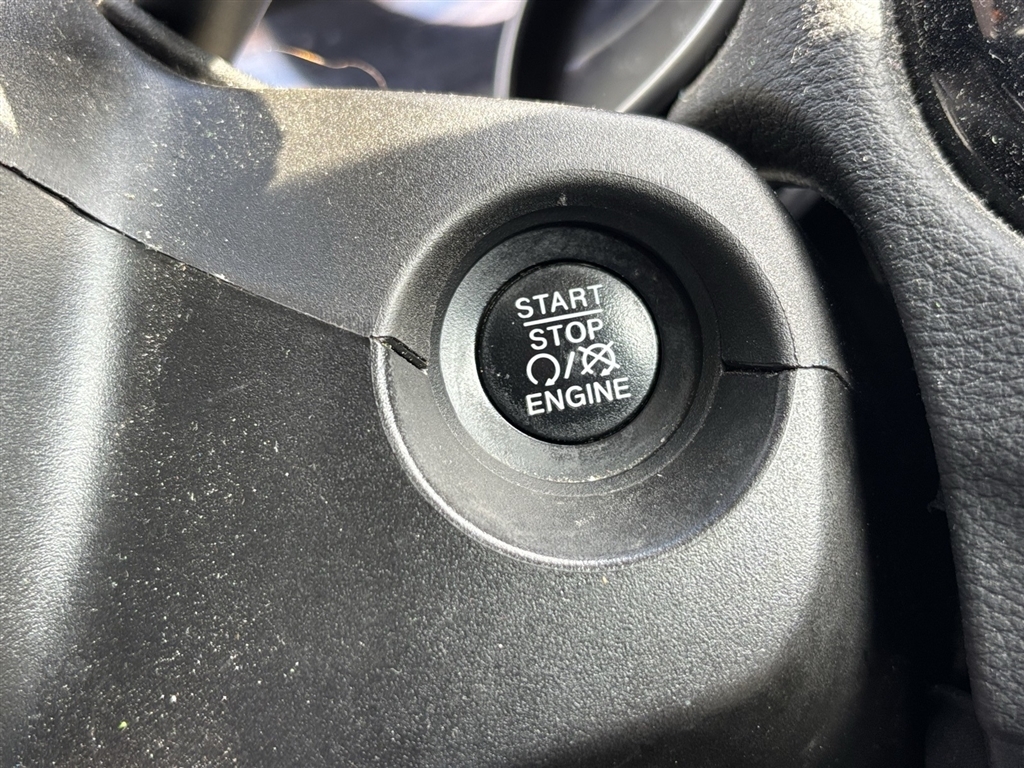 START
STOP
/
ENGINE